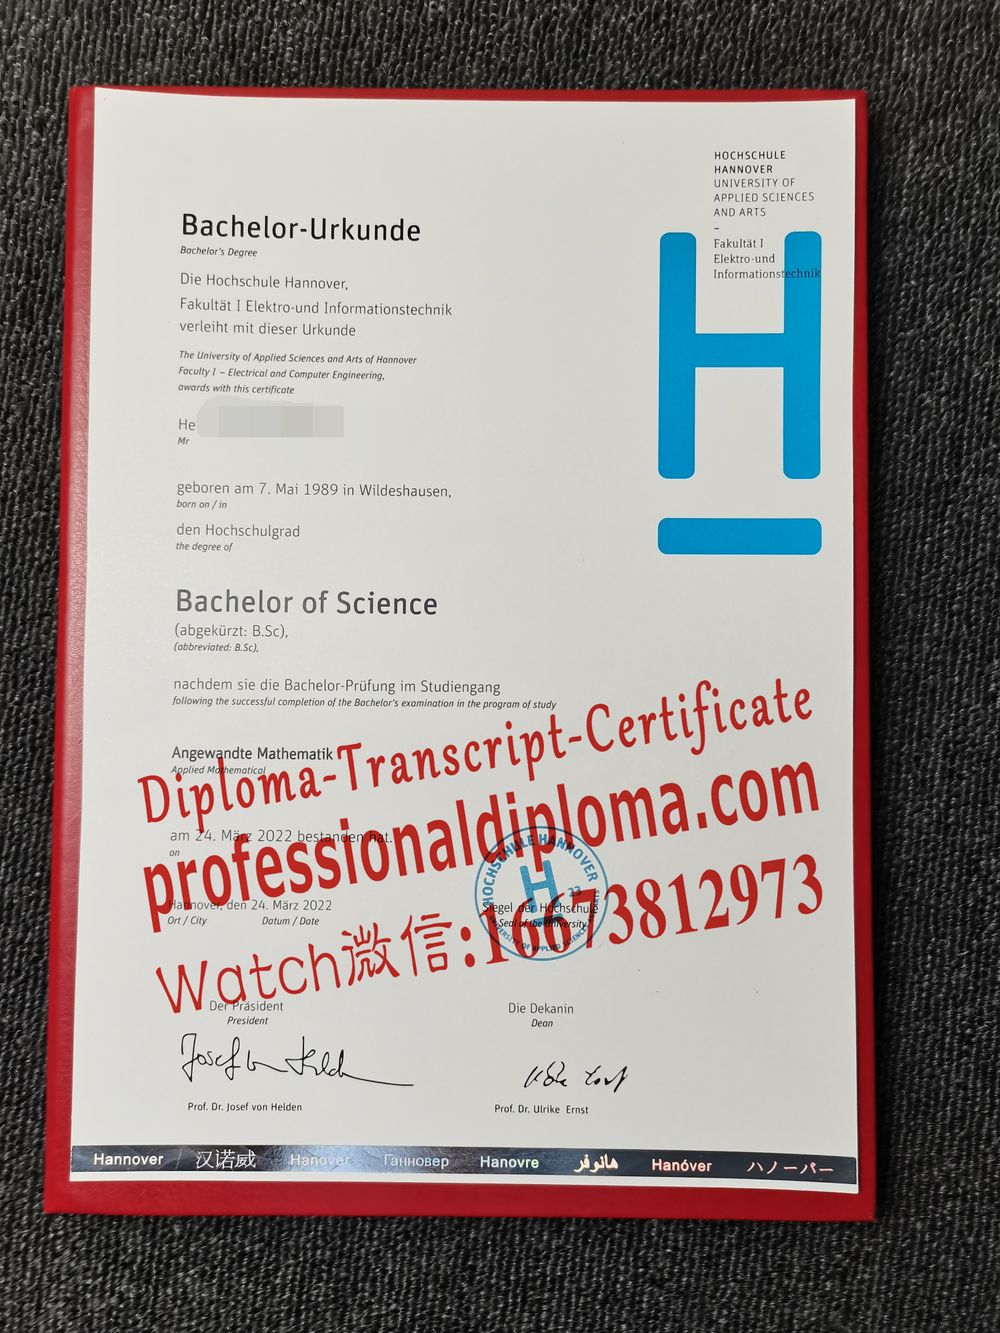 HOCHSCHULE
HANNOVER
UNIVERSITY OF
APPLIED SCIENCES
AND ARTS
–
Fakultät I
Elektro-und
Informationstechnik
Bachelor-Urkunde
Bachelor's Degree
Die Hochschule Hannover,
Fakultät I Elektro-und Informationstechnik
verleiht mit dieser Urkunde
The University of Applied Sciences and Arts of Hannover
Faculty I – Electrical and Computer Engineering,
awards with this certificate
He
Mr
geboren am 7. Mai 1989 in Wildeshausen,
born on / in
den Hochschulgrad
the degree of
Bachelor of Science
(abgekürzt: B.Sc),
(abbreviated: B.Sc),
nachdem sie die Bachelor-Prüfung im Studiengang
following the successful completion of the Bachelor's examination in the program of study
Angewandte Mathematik
Applied Mathematical
Diploma-Transcript-Certificate
am 24. März 2022 bestanden hat.
on
professionaldiploma.com
Hannover, den 24. März 2022
Ort / City Datum / Date
HOCHSCHULE HANNOVER
H
23
Siegel der Hochschule
Seal of the University
UNIVERSITY OF APPLIED SCIENCES
Watch微信:16673812973
Der Präsident
President
Die Dekanin
Dean
Prof. Dr. Josef von Helden
Prof. Dr. Ulrike Ernst
Hannover 汉诺威 Hanover Ганновер Hanovre هانوفر Hanóver ハノーバー